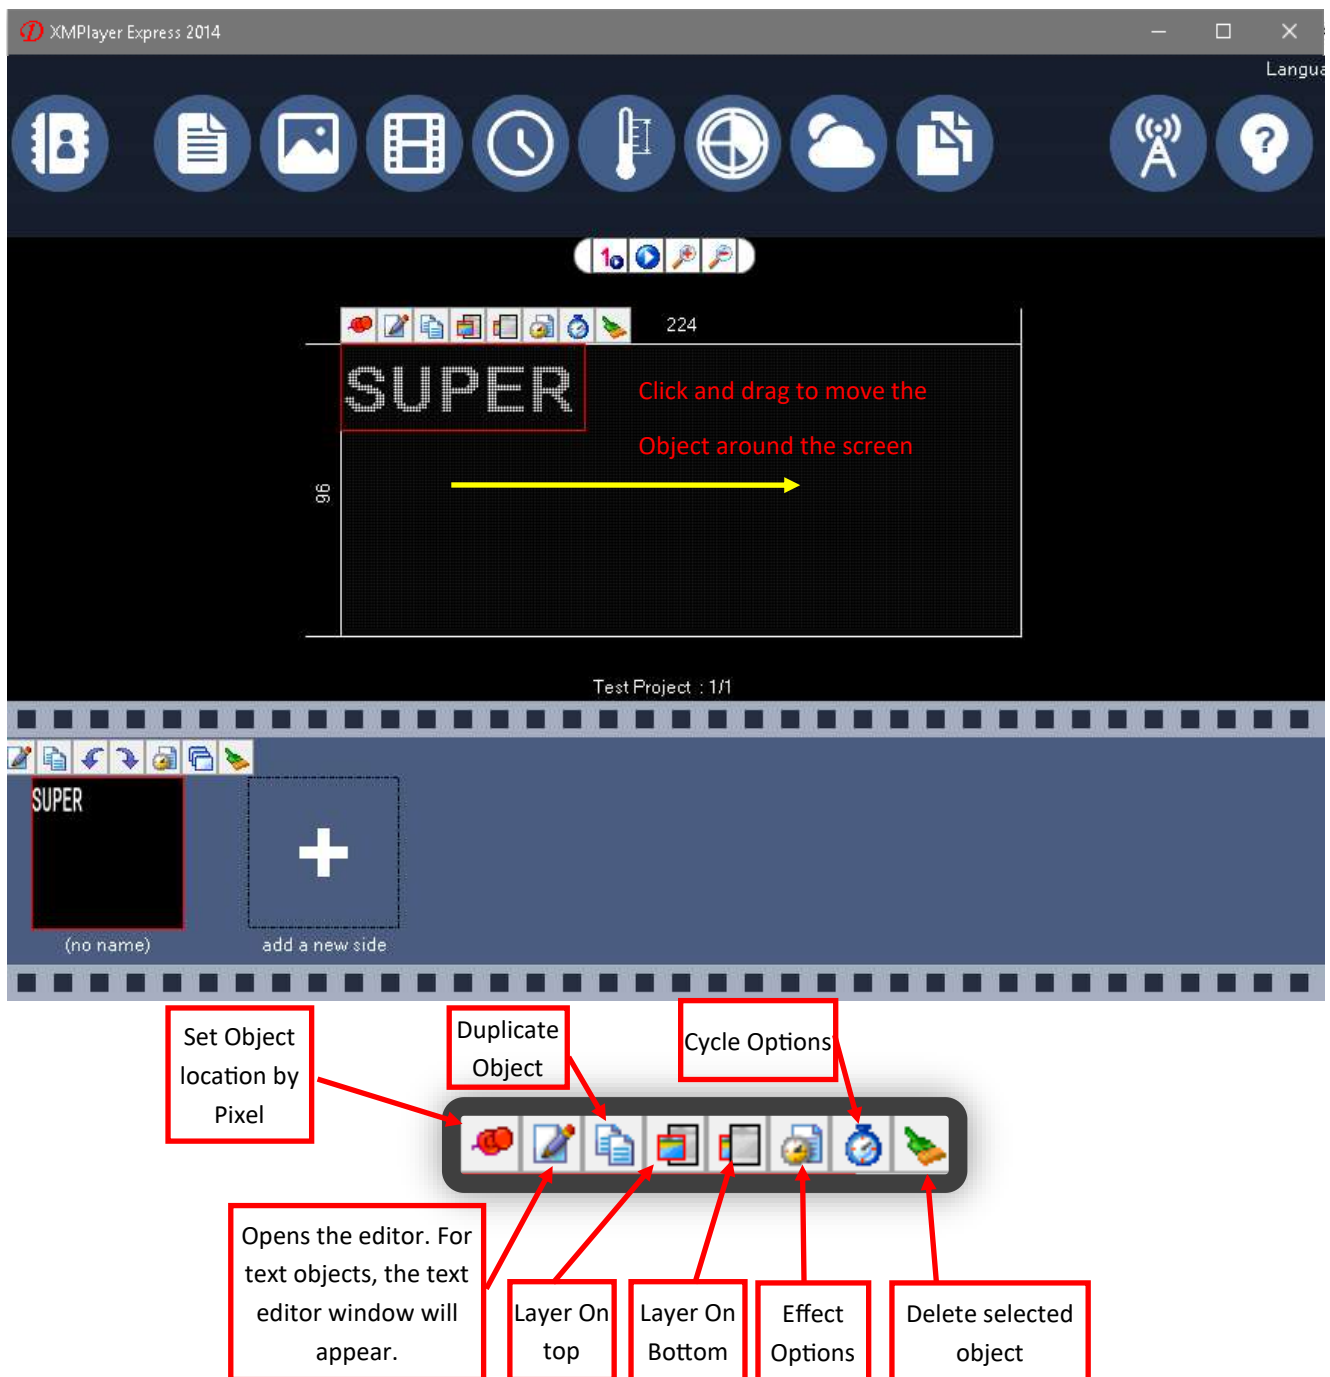 XMPlayer Express 2014
Langua
224
SUPER
Click and drag to move the
Object around the screen
96
Test Project : 1/1
SUPER
(no name)
add a new side
Set Object
location by
Pixel
Duplicate
Object
Cycle Options
Opens the editor. For
text objects, the text
editor window will
appear.
Layer On
top
Layer On
Bottom
Effect
Options
Delete selected
object